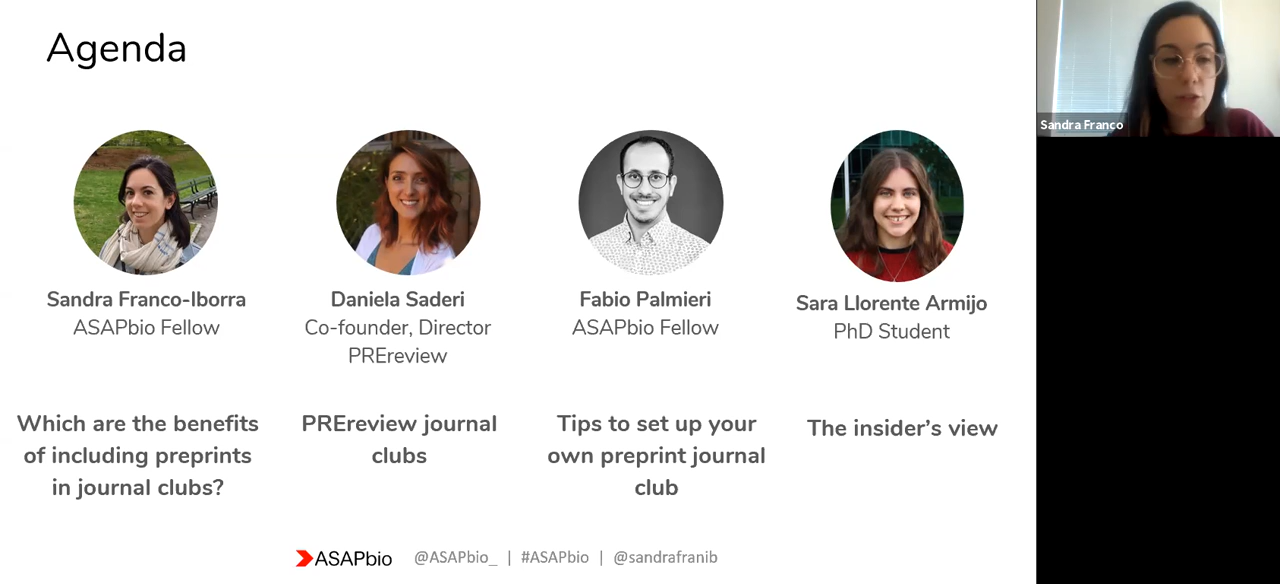 Agenda
Sandra Franco
Sandra Franco-Iborra
ASAPbio Fellow
Daniela Saderi
Co-founder, Director
PREreview
Fabio Palmieri
ASAPbio Fellow
Sara Llorente Armijo
PhD Student
Which are the benefits
of including preprints
in journal clubs?
PREreview journal
clubs
Tips to set up your
own preprint journal
club
The insider’s view
ASAPbio
@ASAPbio_ | #ASAPbio | @sandrafranib